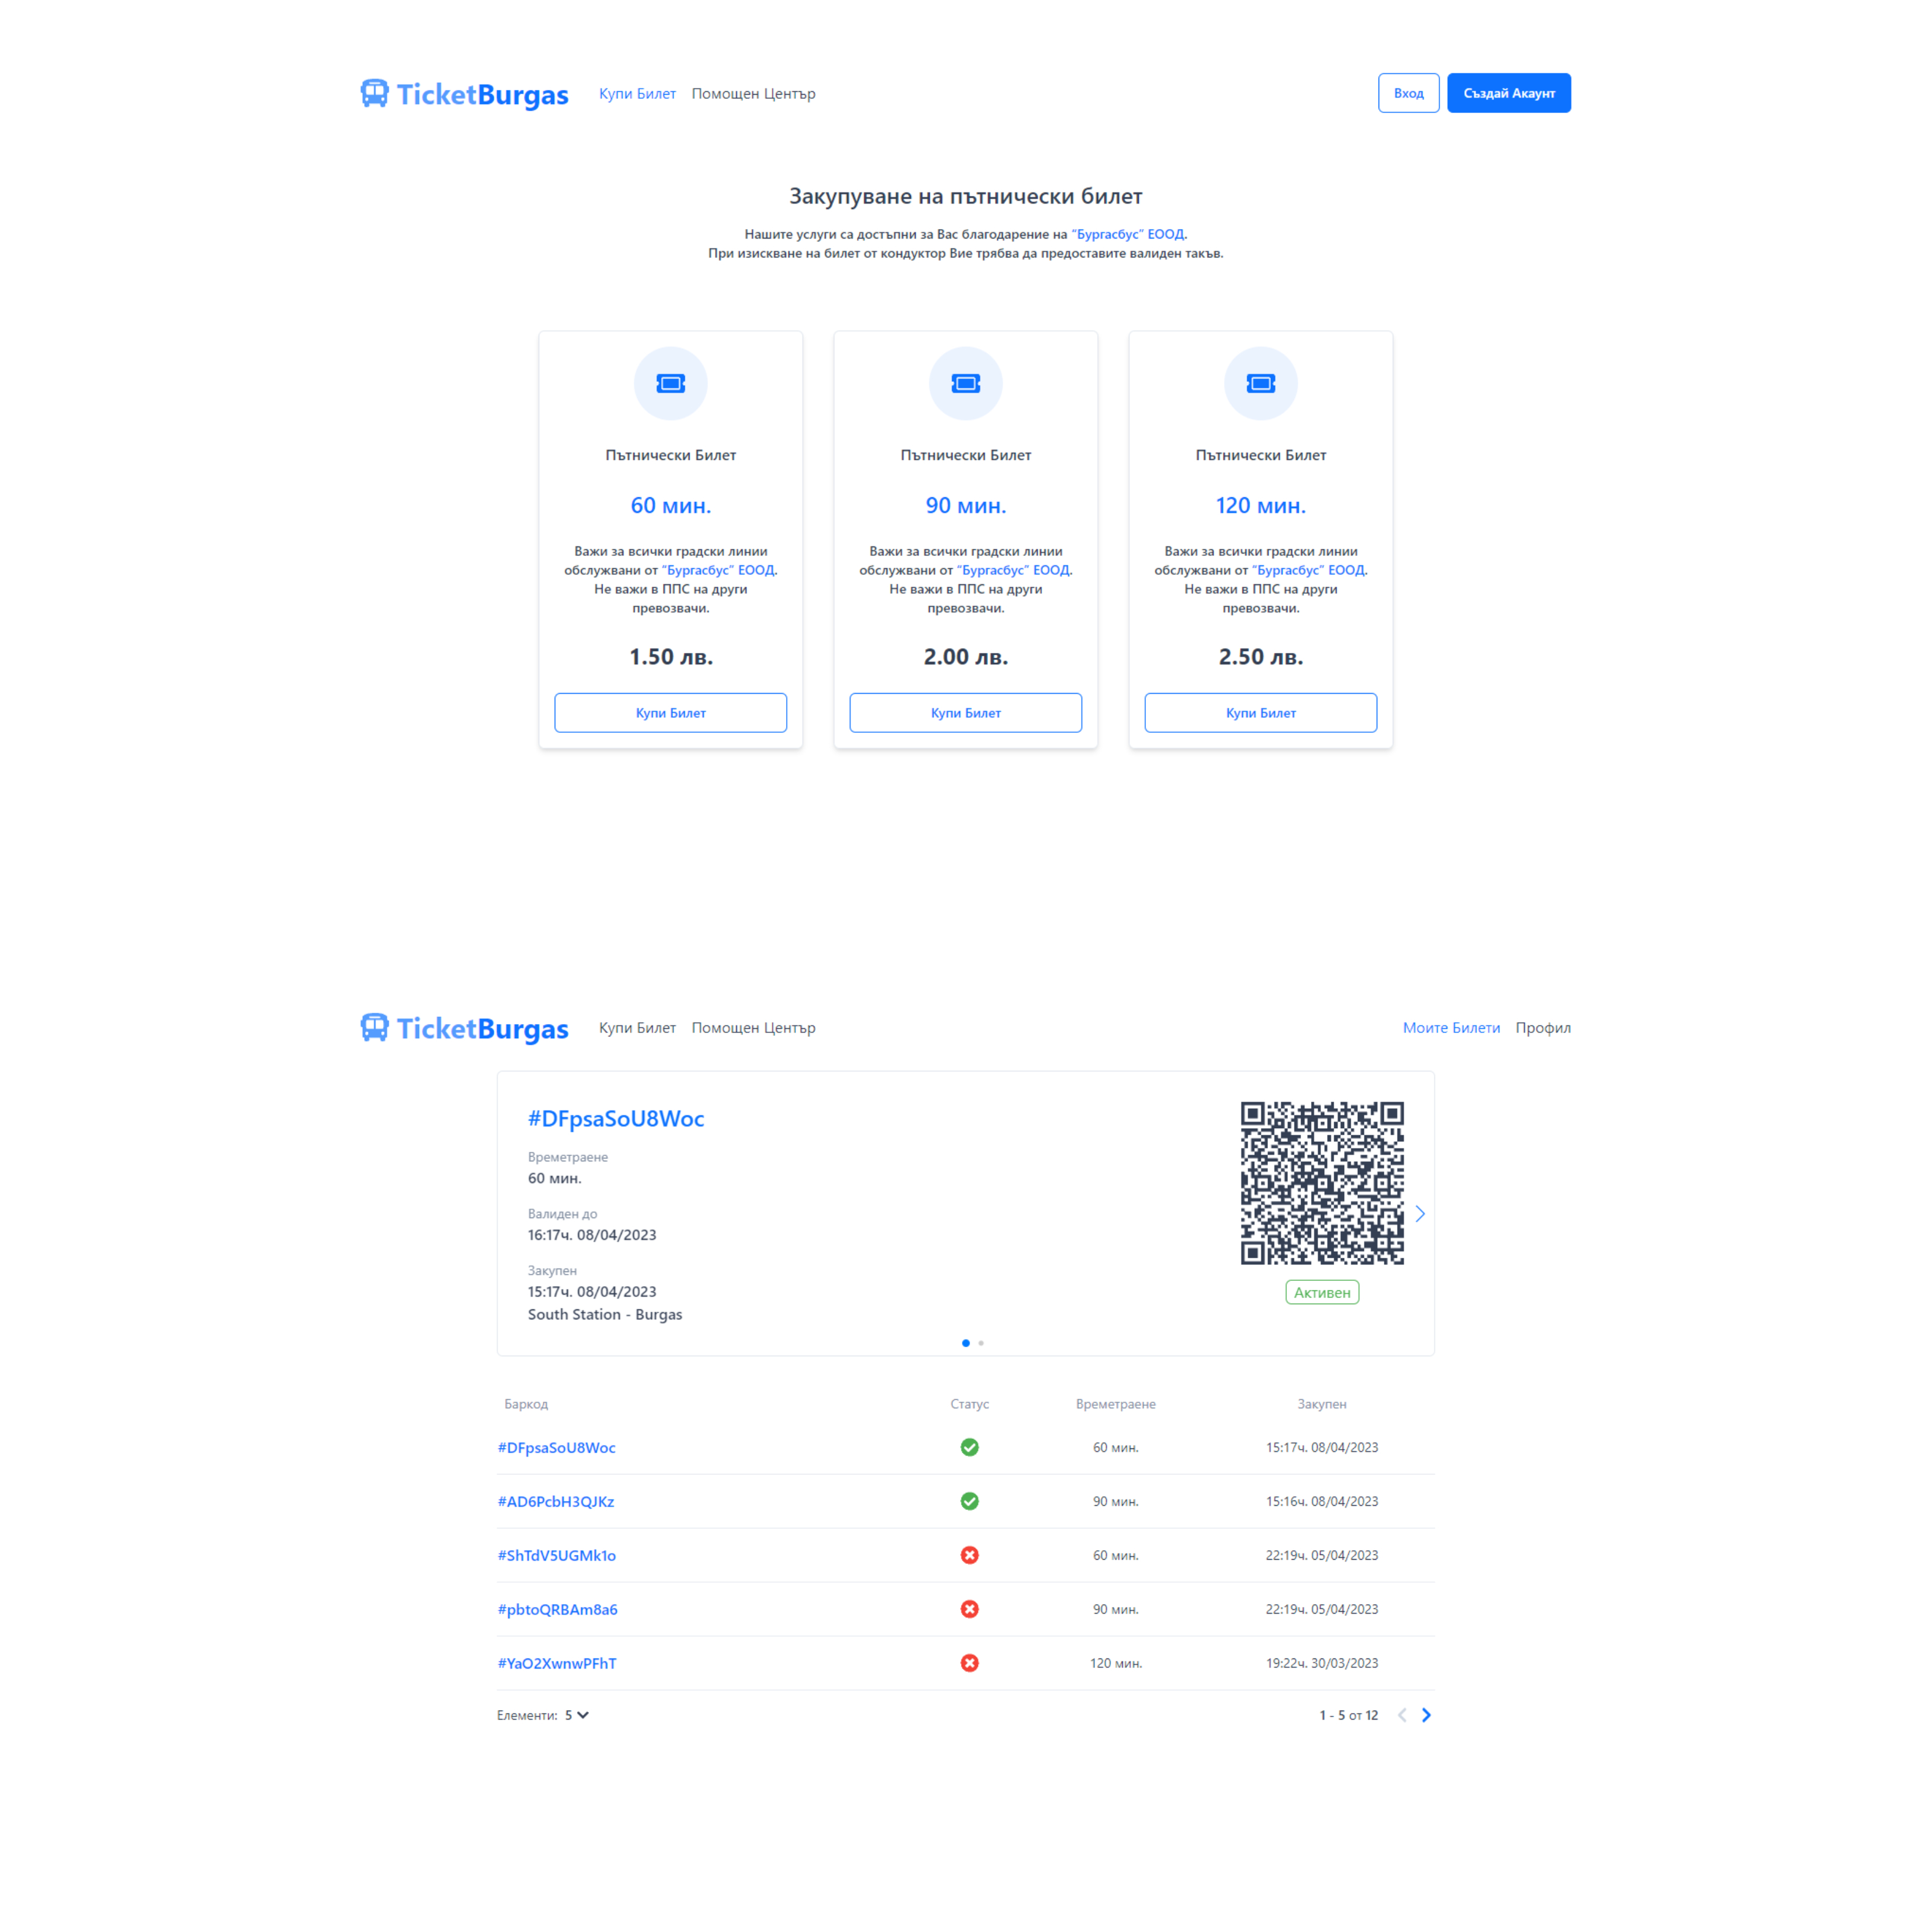 TicketBurgas Купи Билет Помощен Център Вход Създай Акаунт
Закупуване на пътнически билет
Нашите услуги са достъпни за Вас благодарение на "Бургасбус" ЕООД.
При изискване на билет от кондуктор Вие трябва да предоставите валиден такъв.
Пътнически Билет
60 мин.
Важи за всички градски линии
обслужвани от "Бургасбус" ЕООД.
Не важи в ППС на други
превозвачи.
1.50 лв.
Купи Билет
Пътнически Билет
90 мин.
Важи за всички градски линии
обслужвани от "Бургасбус" ЕООД.
Не важи в ППС на други
превозвачи.
2.00 лв.
Купи Билет
Пътнически Билет
120 мин.
Важи за всички градски линии
обслужвани от "Бургасбус" ЕООД.
Не важи в ППС на други
превозвачи.
2.50 лв.
Купи Билет
TicketBurgas Купи Билет Помощен Център Моите Билети Профил
#DFpsaSoU8Woc
Времетраене
60 мин.
Валиден до
16:17ч. 08/04/2023
Закупен
15:17ч. 08/04/2023
South Station - Burgas
Активен
Баркод Статус Времетраене Закупен
#DFpsaSoU8Woc 60 мин. 15:17ч. 08/04/2023
#AD6PcbH3QJKz 90 мин. 15:16ч. 08/04/2023
#ShTdV5UGMk1o 60 мин. 22:19ч. 05/04/2023
#pbtoQRBAm8a6 90 мин. 22:19ч. 05/04/2023
#YaO2XwnwPFhT 120 мин. 19:22ч. 30/03/2023
Елементи: 5 1 - 5 от 12